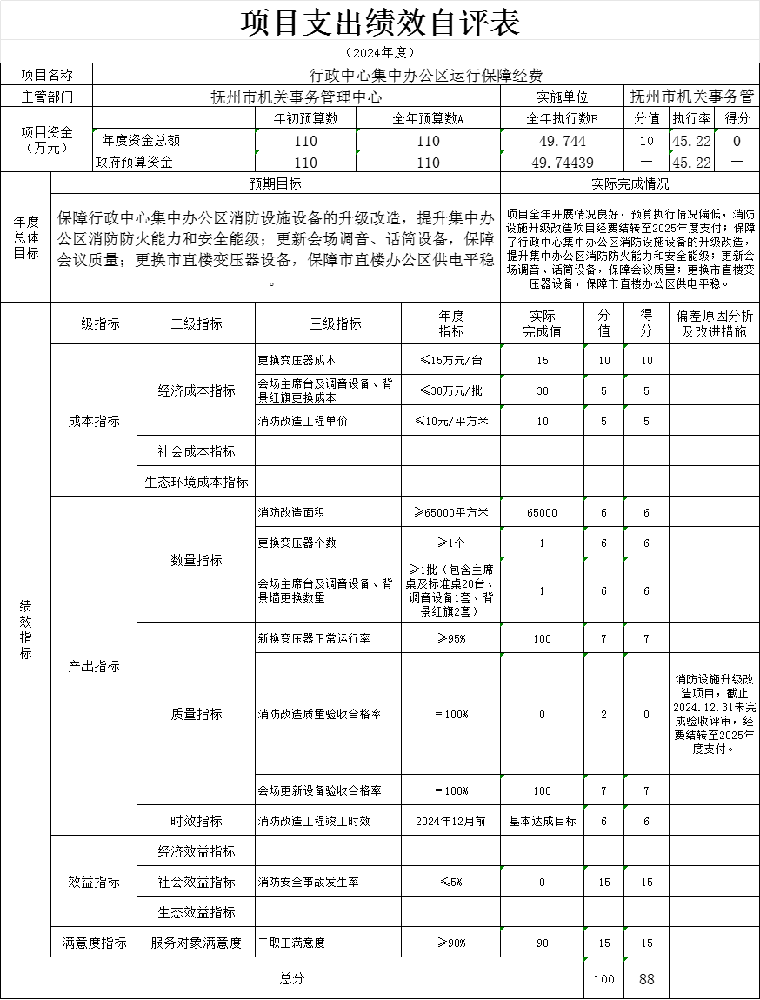 项目支出绩效自评表
（2024年度）
项目名称 行政中心集中办公区运行保障经费
主管部门 抚州市机关事务管理中心 实施单位 抚州市机关事务管
项目资金
（万元）
年初预算数 全年预算数A 全年执行数B 分值 执行率 得分
年度资金总额 110 110 49.744 10 45.22 0
政府预算资金 110 110 49.74439 — 45.22 —
年度
总体
目标
预期目标 实际完成情况
保障行政中心集中办公区消防设施设备的升级改造，提升集中办
公区消防防火能力和安全能级；更新会场调音、话筒设备，保障
会议质量；更换市直楼变压器设备，保障市直楼办公区供电平稳
。
项目全年开展情况良好，预算执行情况偏低，消防
设施升级改造项目经费结转至2025年度支付；保障
了行政中心集中办公区消防设施设备的升级改造，
提升集中办公区消防防火能力和安全能级；更新会
场调音、话筒设备，保障会议质量；更换市直楼变
压器设备，保障市直楼办公区供电平稳。
绩
效
指
标
一级指标 二级指标 三级指标 年度
指标 实际
完成值 分
值 得
分 偏差原因分析
及改进措施
成本指标 经济成本指标 更换变压器成本 ≤15万元/台 15 10 10
会场主席台及调音设备、背
景红旗更换成本 ≤30万元/批 30 5 5
消防改造工程单价 ≤10元/平方米 10 5 5
社会成本指标
生态环境成本指标
产出指标 数量指标 消防改造面积 ≥65000平方米 65000 6 6
更换变压器个数 ≥1个 1 6 6
会场主席台及调音设备、背
景墙更换数量 ≥1批（包含主席
桌及标准桌20台、
调音设备1套、背
景红旗2套） 1 6 6
质量指标 新换变压器正常运行率 ≥95% 100 7 7
消防改造质量验收合格率 =100% 0 2 0 消防设施升级改
造项目，截止
2024.12.31未完
成验收评审，经
费结转至2025年
度支付。
会场更新设备验收合格率 =100% 100 7 7
时效指标 消防改造工程竣工时效 2024年12月前 基本达成目标 6 6
效益指标 经济效益指标
社会效益指标 消防安全事故发生率 ≤5% 0 15 15
生态效益指标
满意度指标 服务对象满意度 干职工满意度 ≥90% 90 15 15
总分 100 88